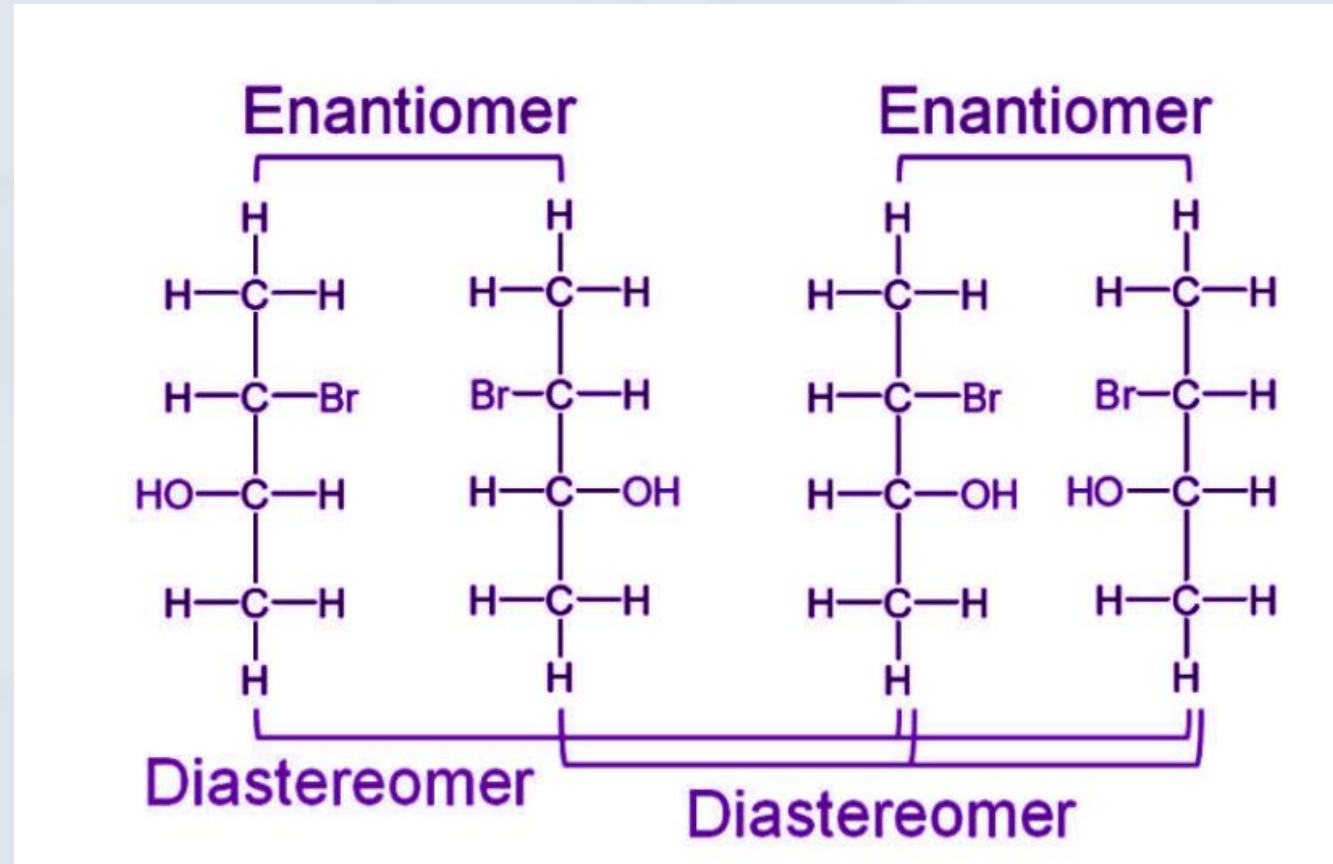 Enantiomer Enantiomer
H H H H
H—C—H H—C—H H—C—H H—C—H
H—C—Br Br—C—H H—C—Br Br—C—H
HO—C—H H—C—OH H—C—OH HO—C—H
H—C—H H—C—H H—C—H H—C—H
H H H H
Diastereomer
Diastereomer